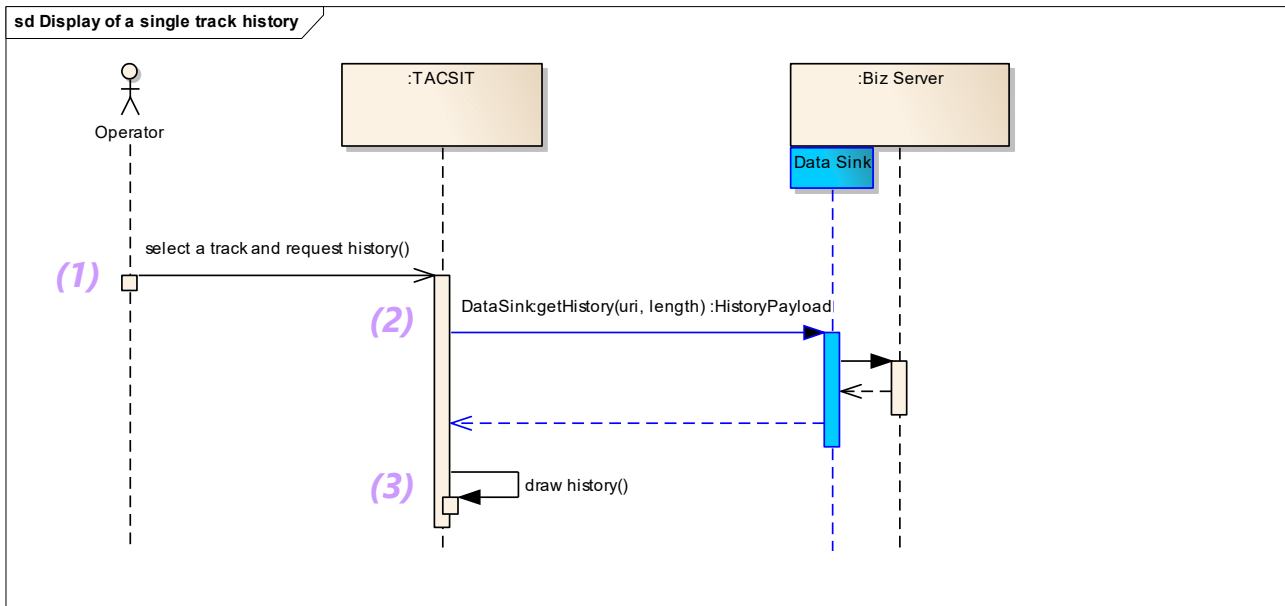 sd Display of a single track history
:TACSIT
:Biz Server
Operator
Data Sink
select a track and request history()
(1)
DataSink:getHistory(uri, length) :HistoryPayload
(2)
(3)
draw history()